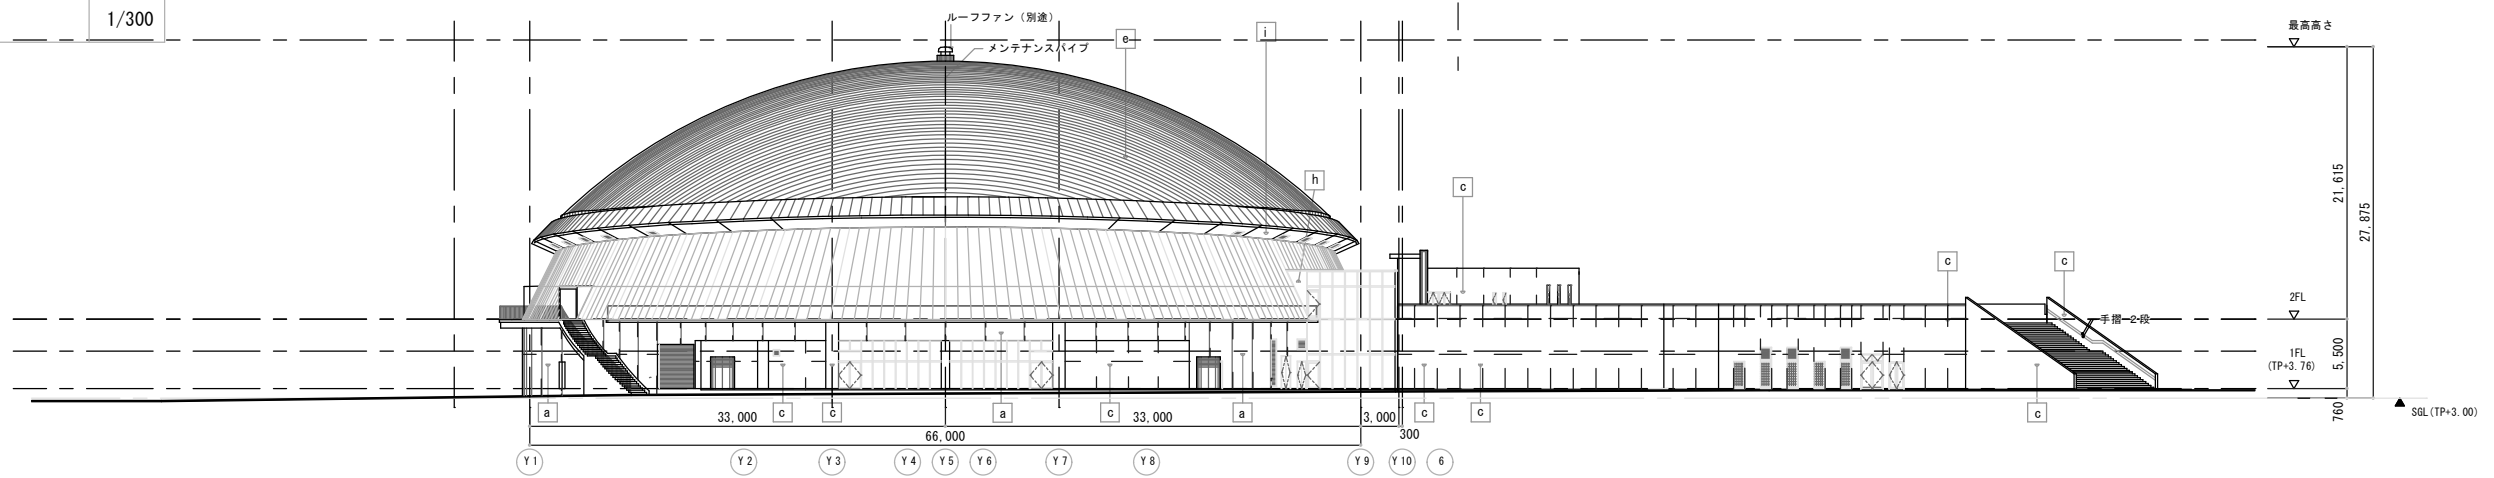 1/300
ルーフファン（別途）
メンテナンスパイプ
e
i
最高高さ
h
c
21,615
27,875
c
c
2FL
手摺 2段
5,500
1FL
(TP+3.76)
760
SGL(TP+3.00)
a
c
c
a
c
a
c
c
c
33,000
33,000
3,000
66,000
300
Y1
Y2
Y3
Y4
Y5
Y6
Y7
Y8
Y9
Y10
6